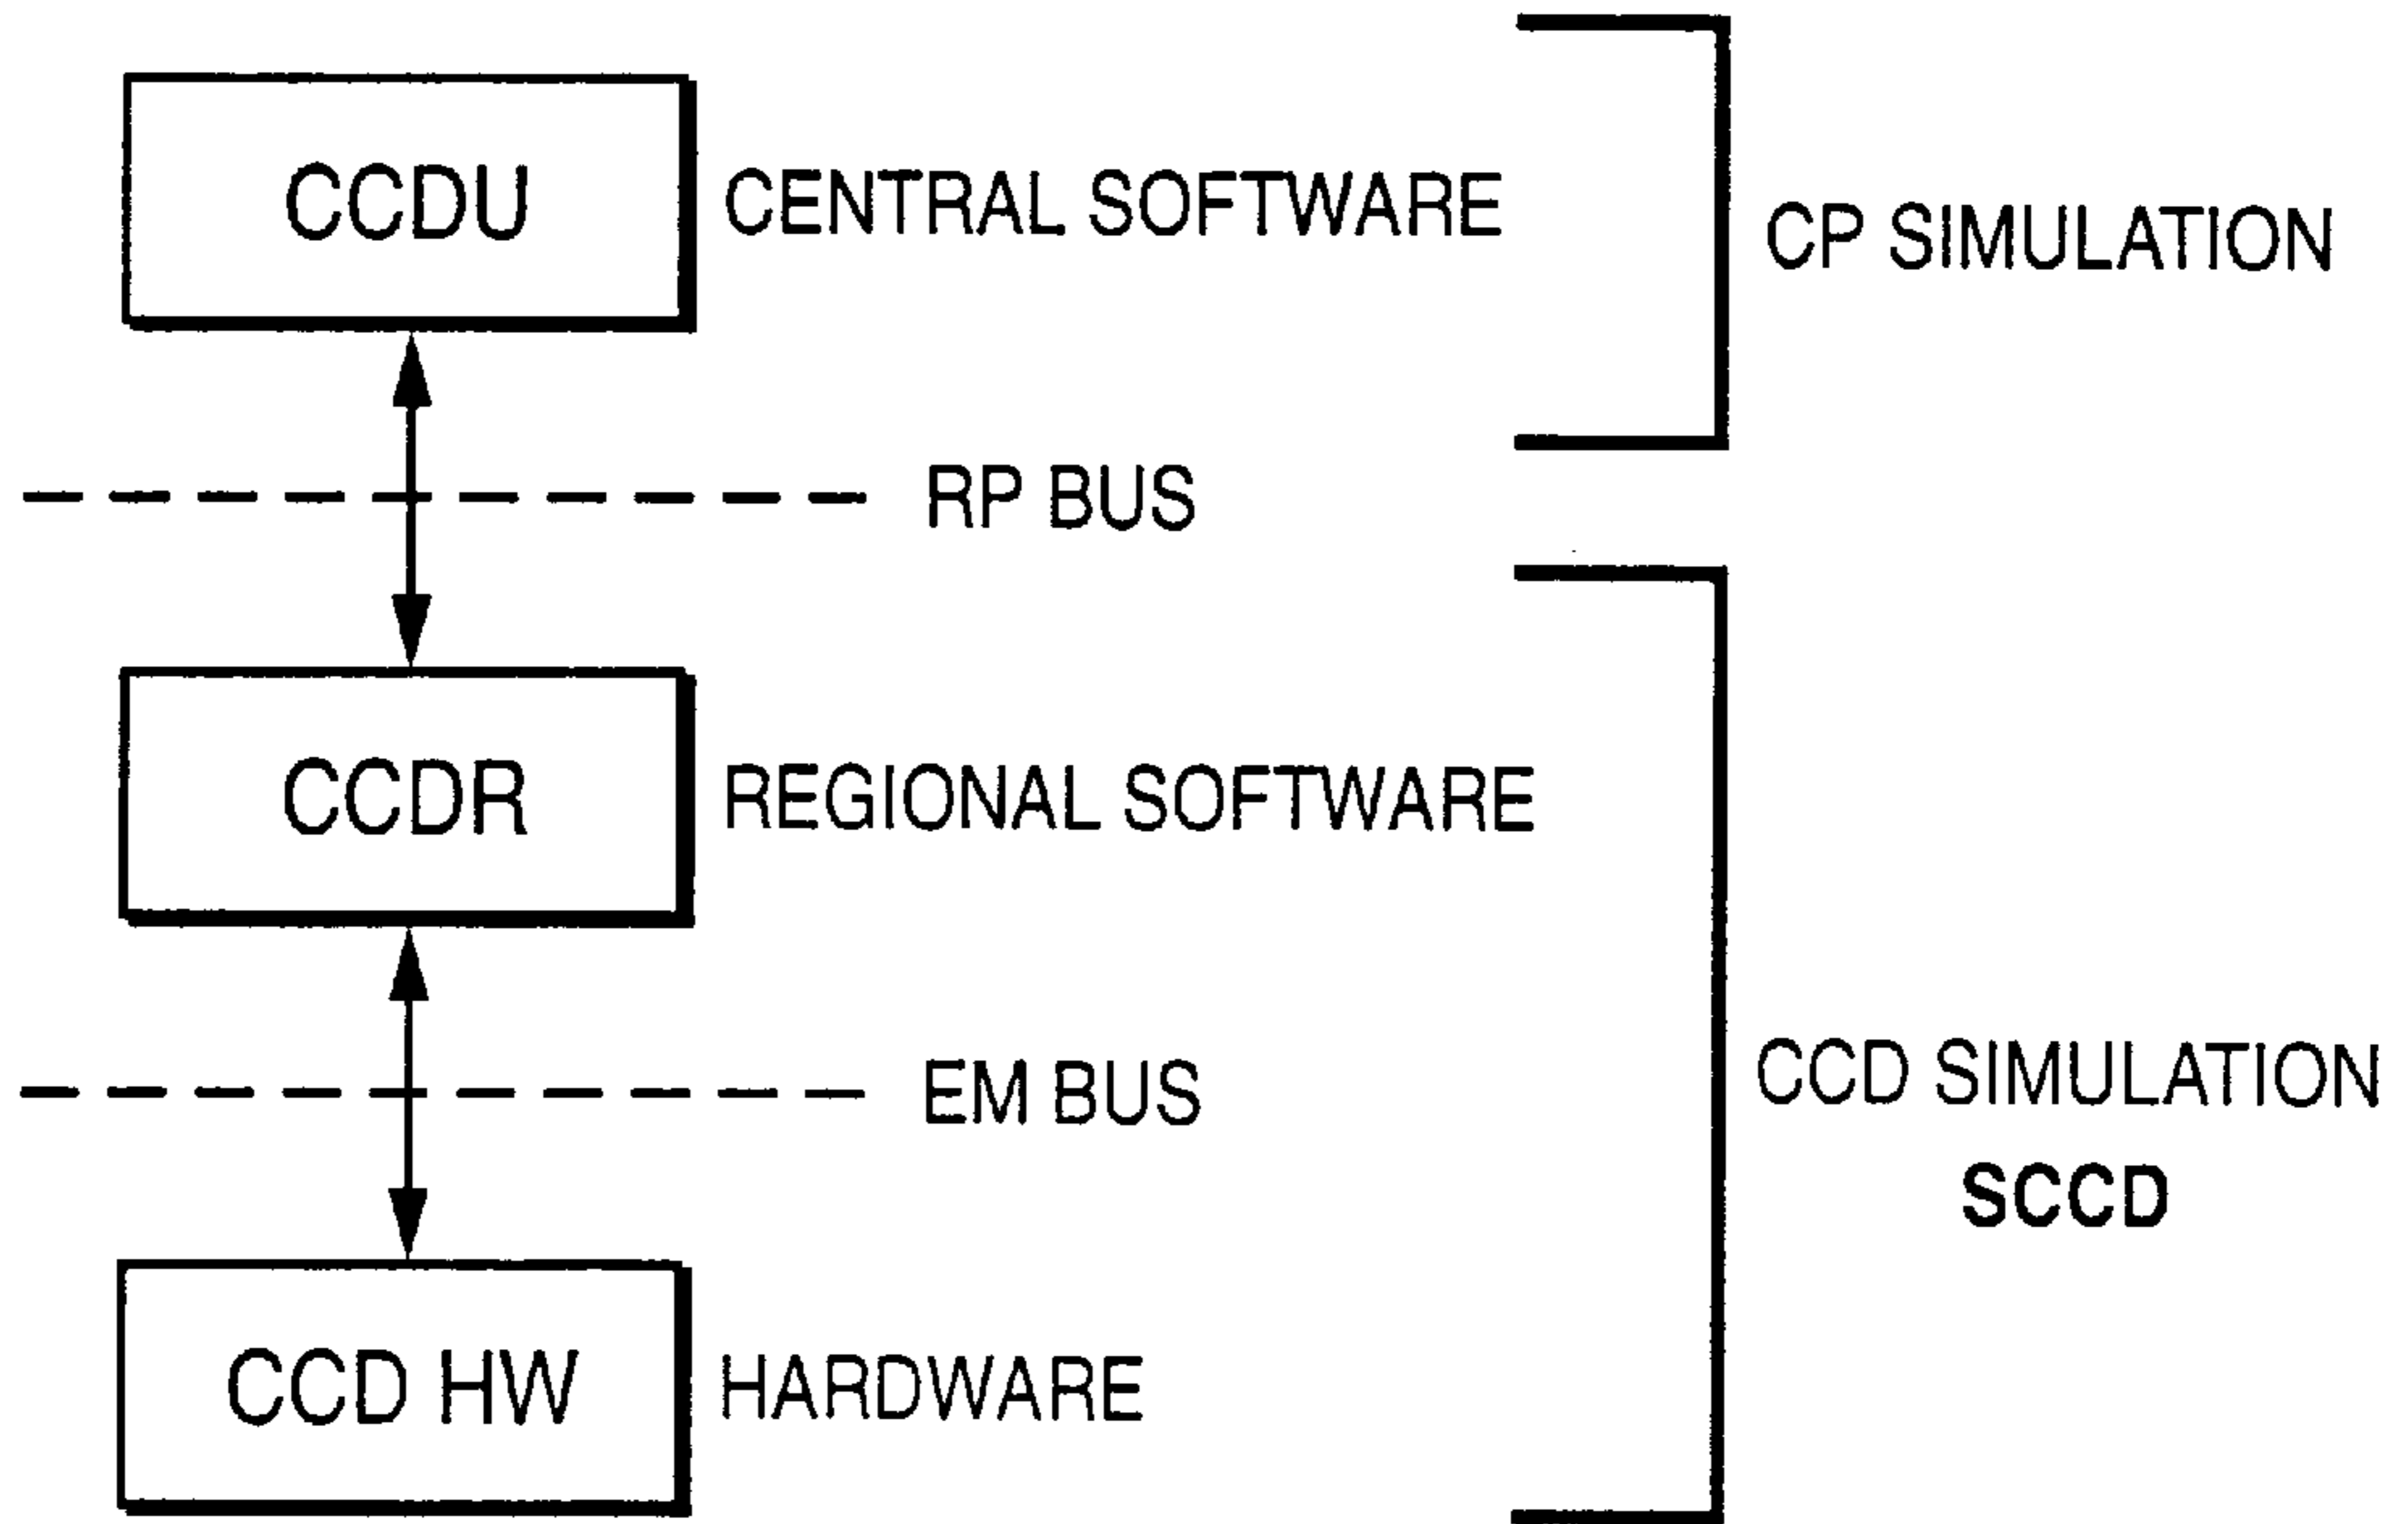 CCDU
CENTRAL SOFTWARE
CP SIMULATION
RP BUS
CCDR
REGIONAL SOFTWARE
EM BUS
CCD SIMULATION
SCCD
CCD HW
HARDWARE